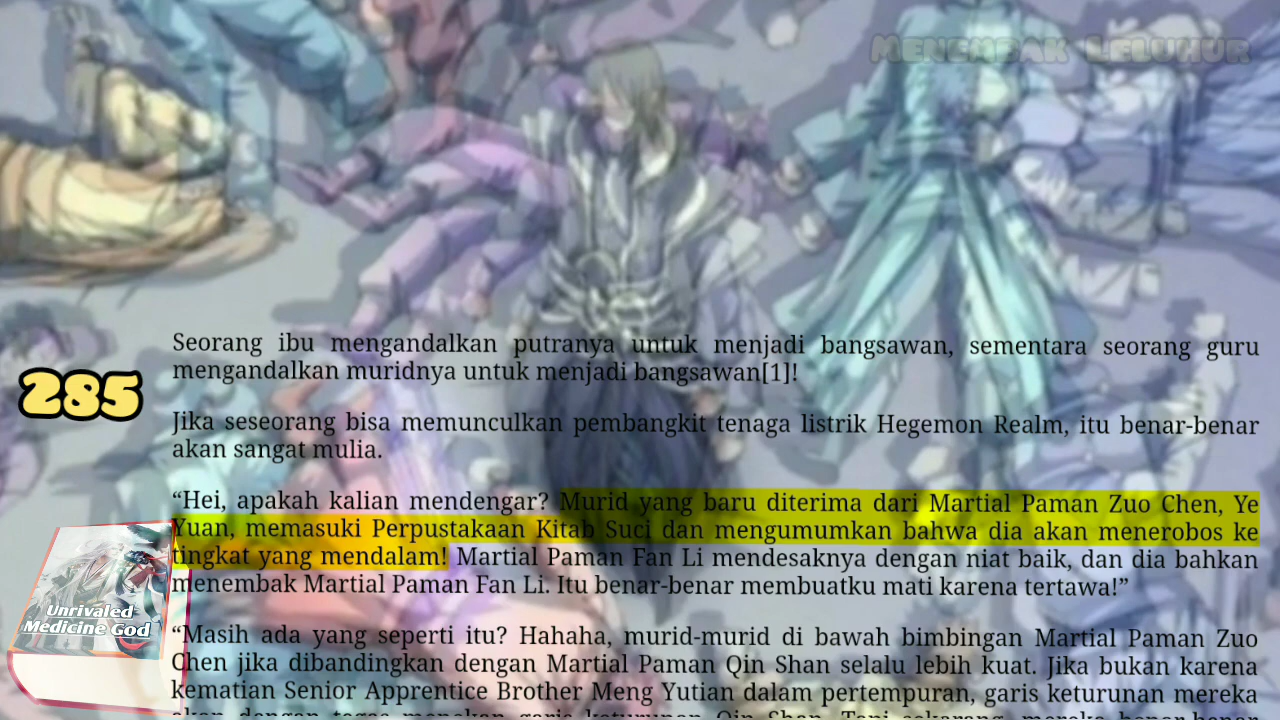 Menembak Leluhur
Seorang ibu mengandalkan putranya untuk menjadi bangsawan, sementara seorang guru
mengandalkan muridnya untuk menjadi bangsawan[1]!
285
Jika seseorang bisa memunculkan pembangkit tenaga listrik Hegemon Realm, itu benar-benar
akan sangat mulia.
“Hei, apakah kalian mendengar? Murid yang baru diterima dari Martial Paman Zuo Chen, Ye
Yuan, memasuki Perpustakaan Kitab Suci dan mengumumkan bahwa dia akan menerobos ke
tingkat yang mendalam! Martial Paman Fan Li mendesaknya dengan niat baik, dan dia bahkan
menembak Martial Paman Fan Li. Itu benar-benar membuatku mati karena tertawa!”
Unrivaled
Medicine God
“Masih ada yang seperti itu? Hahaha, murid-murid di bawah bimbingan Martial Paman Zuo
Chen jika dibandingkan dengan Martial Paman Qin Shan selalu lebih kuat. Jika bukan karena
kematian Senior Apprentice Brother Meng Yutian dalam pertempuran, garis keturunan mereka